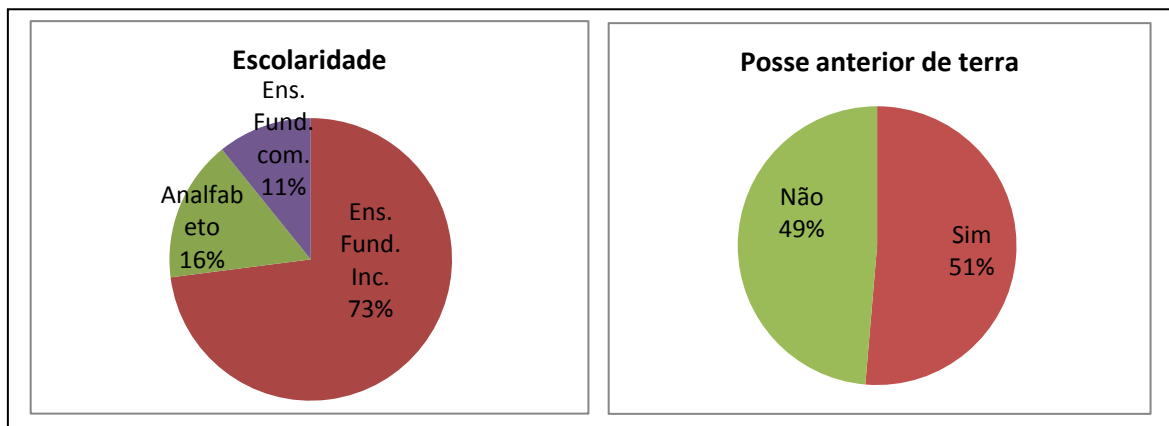 Escolaridade
Ens.
Fund.
com.
11%
Analfab
eto
16%
Ens.
Fund.
Inc.
73%
Posse anterior de terra
Não
49%
Sim
51%